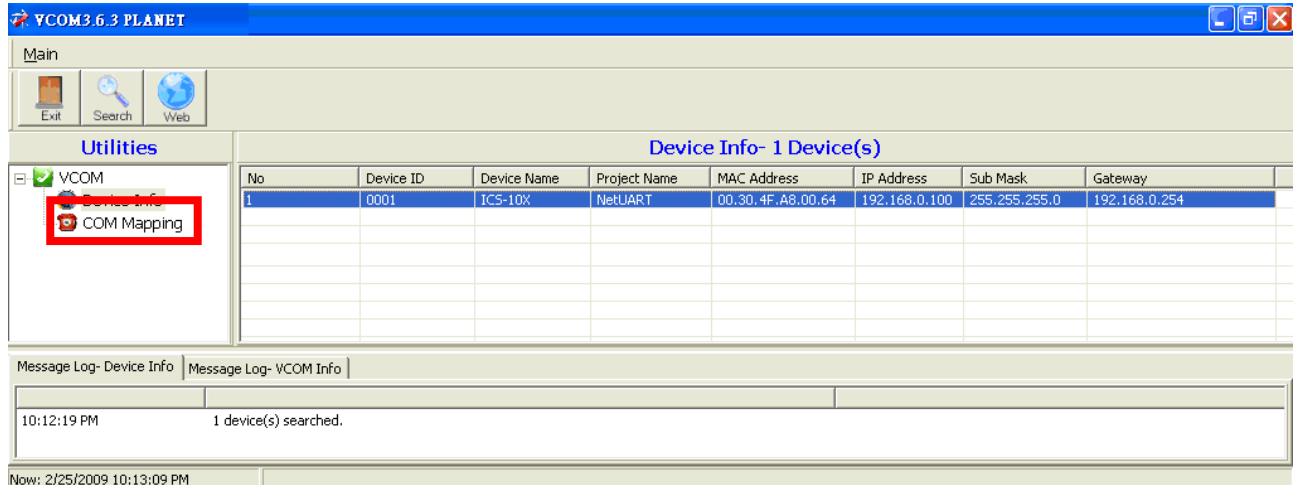 VCOM3.6.3 PLANET
Main
Exit Search Web
Utilities
Device Info- 1 Device(s)
VCOM
Device Info
COM Mapping
No Device ID Device Name Project Name MAC Address IP Address Sub Mask Gateway
1 0001 ICS-10X NetUART 00.30.4F.A8.00.64 192.168.0.100 255.255.255.0 192.168.0.254
Message Log- Device Info Message Log- VCOM Info
10:12:19 PM 1 device(s) searched.
Now: 2/25/2009 10:13:09 PM